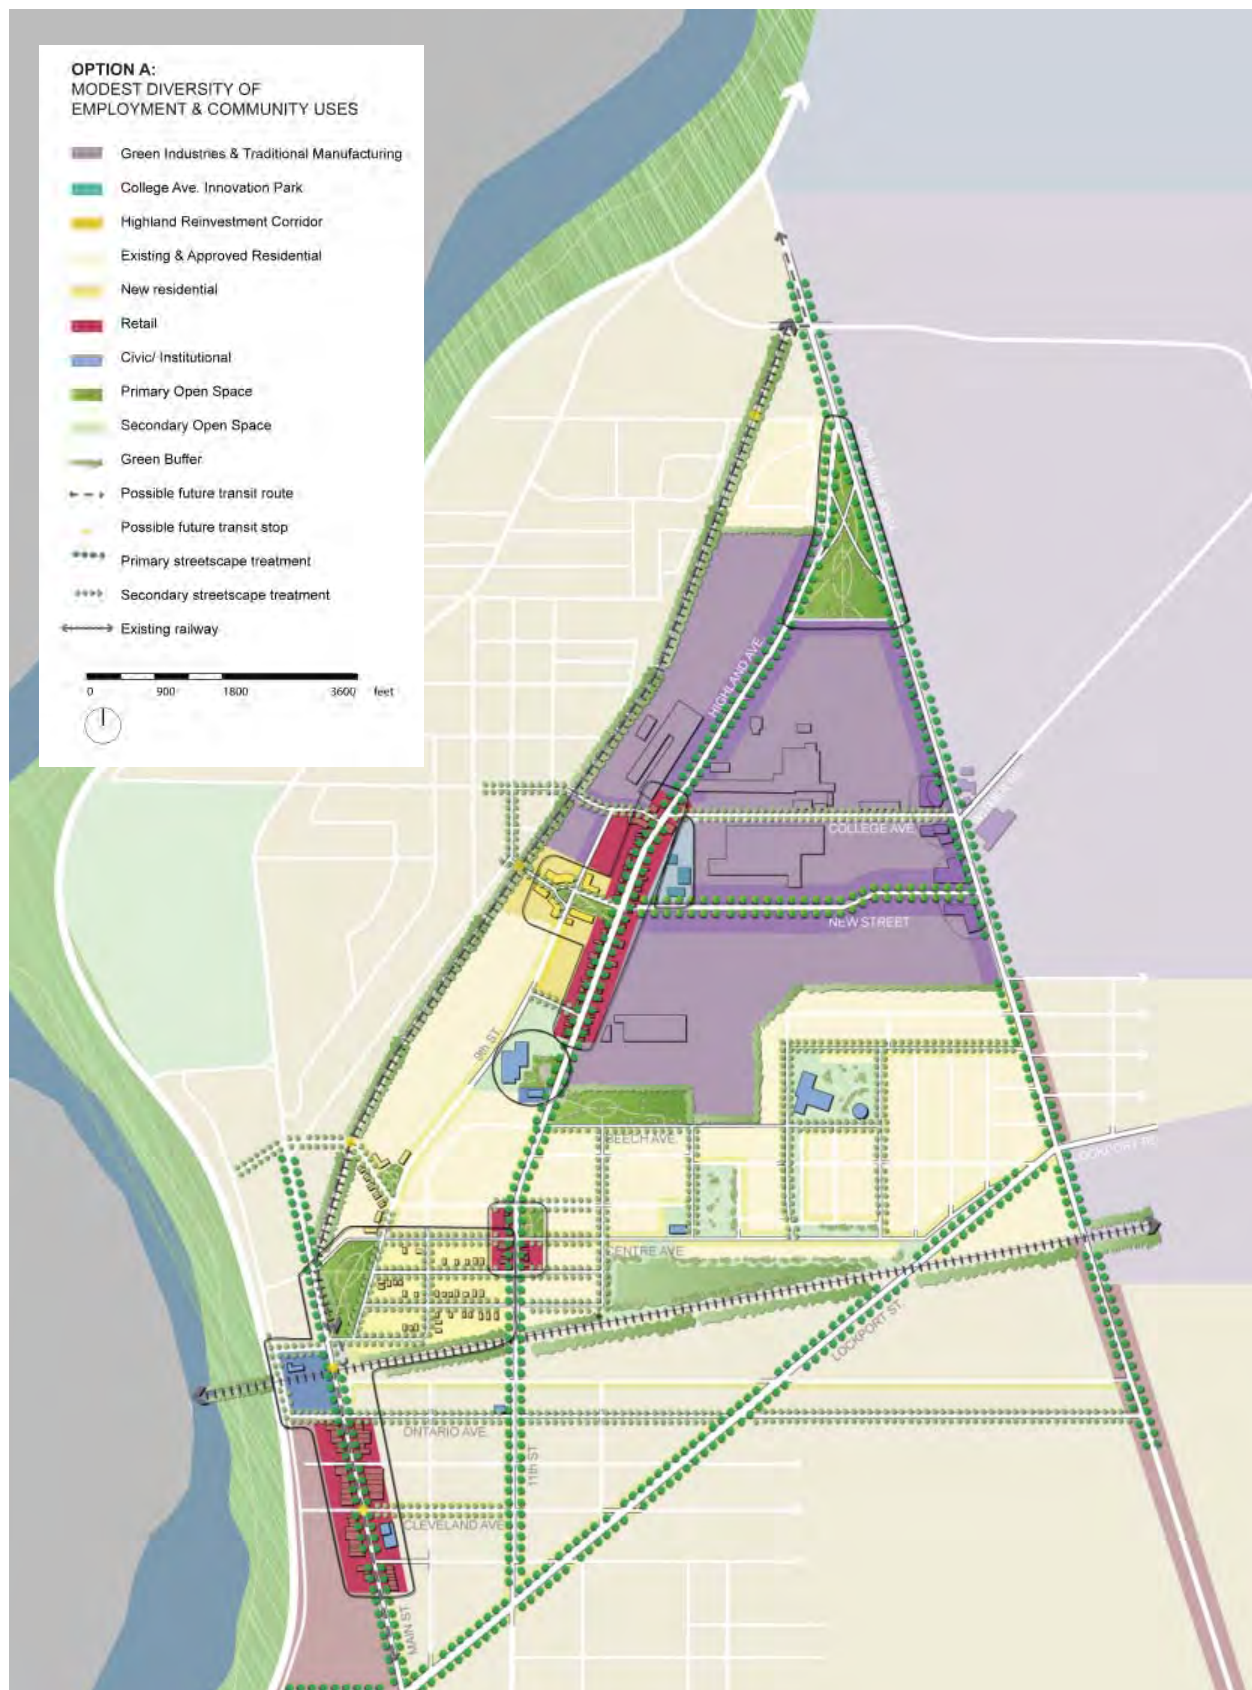 OPTION A:
MODEST DIVERSITY OF
EMPLOYMENT & COMMUNITY USES
Green Industries & Traditional Manufacturing
College Ave. Innovation Park
Highland Reinvestment Corridor
Existing & Approved Residential
New residential
Retail
Civic/ Institutional
Primary Open Space
Secondary Open Space
Green Buffer
Possible future transit route
Possible future transit stop
Primary streetscape treatment
Secondary streetscape treatment
Existing railway
0 900 1800 3600 feet
HIGHLAND AVE.
COLLEGE AVE.
NEW STREET
9th ST.
BEECH AVE.
LOCKPORT RD
CENTRE AVE
LOCKPORT ST.
ONTARIO AVE.
11th ST
CLEVELAND AVE
MAIN ST